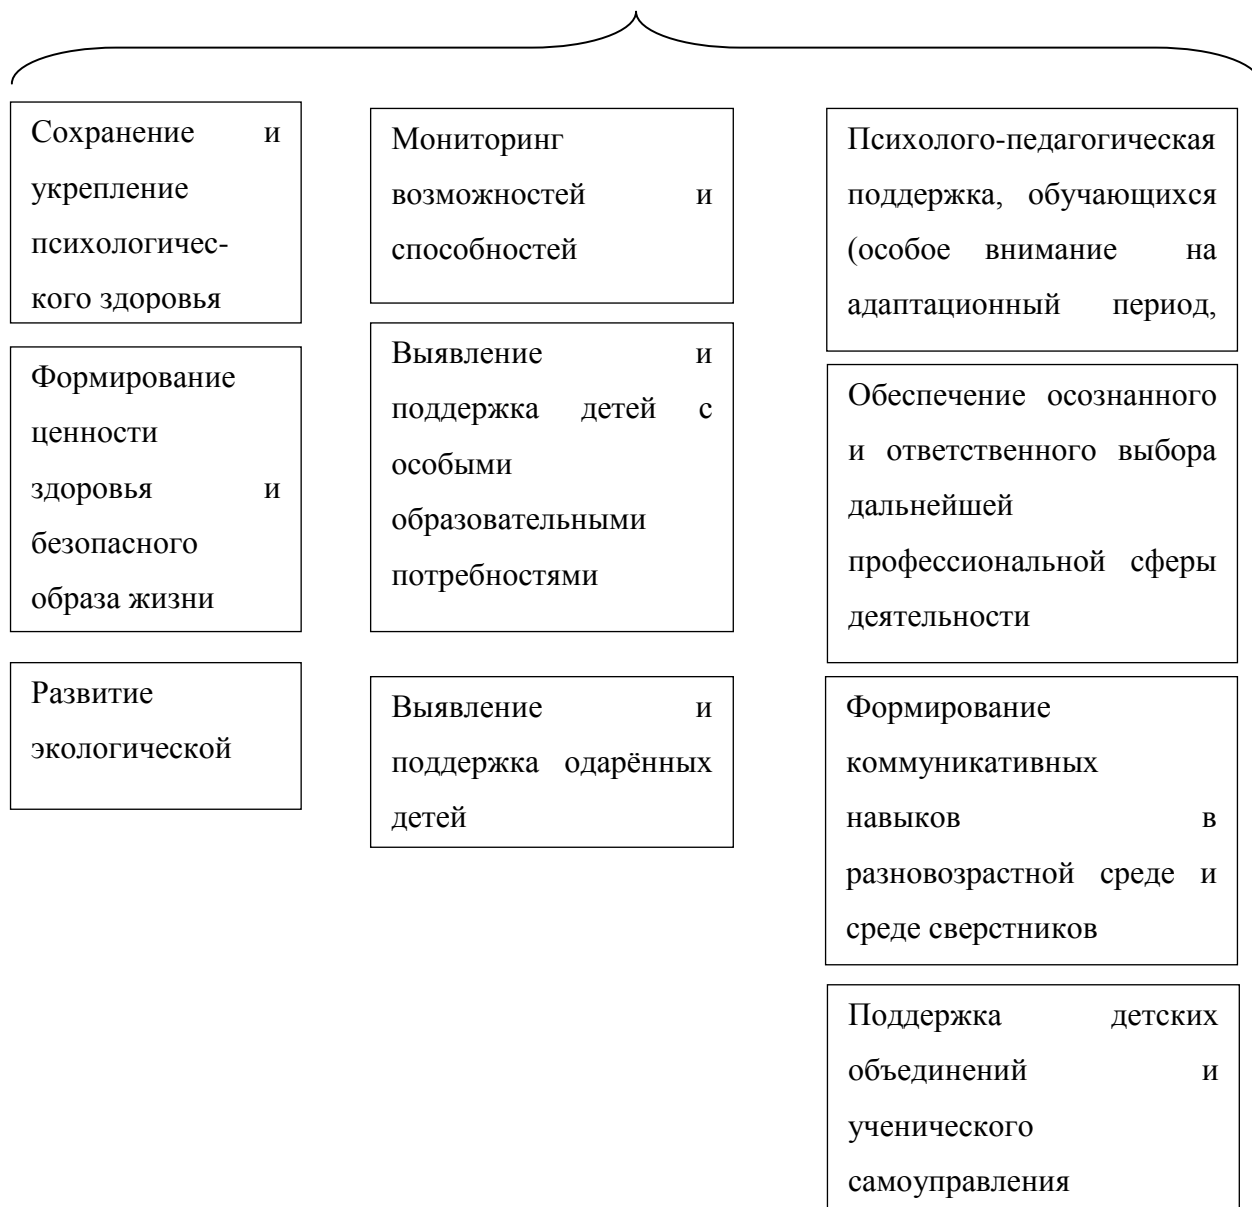 Сохранение и
укрепление
психологичес-
кого здоровья
Формирование
ценности
здоровья и
безопасного
образа жизни
Развитие
экологической
Мониторинг
возможностей и
способностей
Выявление и
поддержка детей с
особыми
образовательными
потребностями
Выявление и
поддержка одарённых
детей
Психолого-педагогическая
поддержка, обучающихся
(особое внимание на
адаптационный период,
Обеспечение осознанного
и ответственного выбора
дальнейшей
профессиональной сферы
деятельности
Формирование
коммуникативных
навыков в
разновозрастной среде и
среде сверстников
Поддержка детских
объединений и
ученического
самоуправления